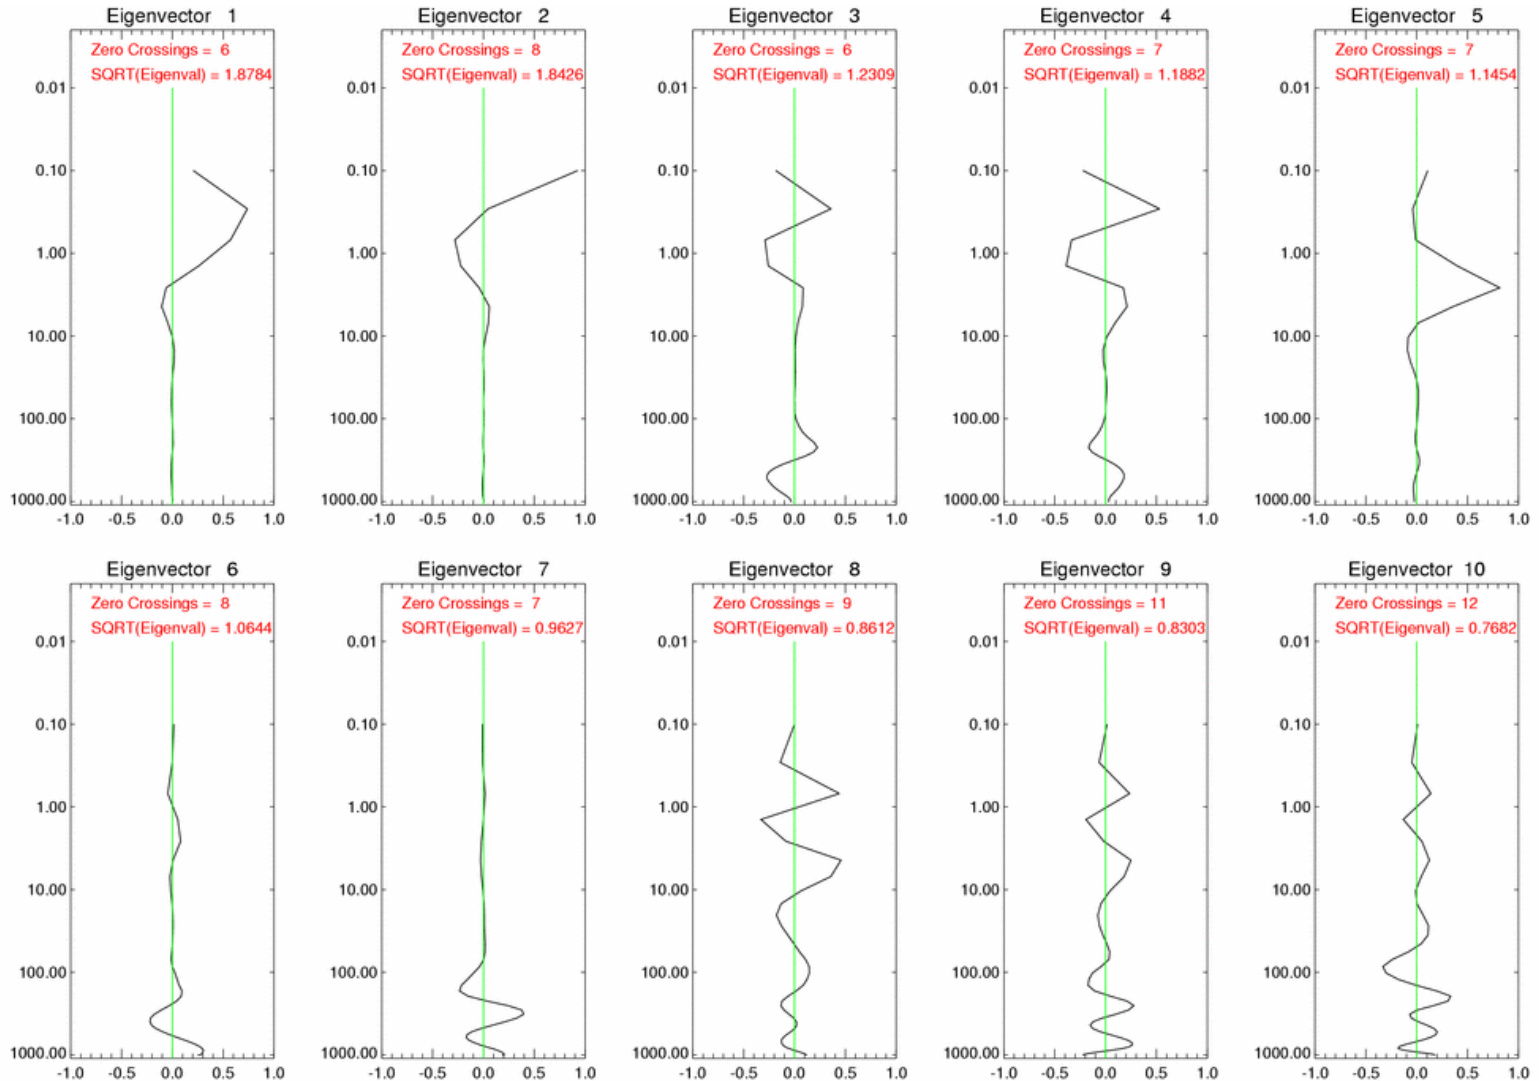 Eigenvector 1 Eigenvector 2 Eigenvector 3 Eigenvector 4 Eigenvector 5
Zero Crossings = 6 Zero Crossings = 8 Zero Crossings = 6 Zero Crossings = 7 Zero Crossings = 7
SQRT(Eigenval) = 1.8784 SQRT(Eigenval) = 1.8426 SQRT(Eigenval) = 1.2309 SQRT(Eigenval) = 1.1882 SQRT(Eigenval) = 1.1454
0.01 0.01 0.01 0.01 0.01
0.10 0.10 0.10 0.10 0.10
1.00 1.00 1.00 1.00 1.00
10.00 10.00 10.00 10.00 10.00
100.00 100.00 100.00 100.00 100.00
1000.00 1000.00 1000.00 1000.00 1000.00
-1.0 -0.5 0.0 0.5 1.0 -1.0 -0.5 0.0 0.5 1.0 -1.0 -0.5 0.0 0.5 1.0 -1.0 -0.5 0.0 0.5 1.0 -1.0 -0.5 0.0 0.5 1.0
Eigenvector 6 Eigenvector 7 Eigenvector 8 Eigenvector 9 Eigenvector 10
Zero Crossings = 8 Zero Crossings = 7 Zero Crossings = 9 Zero Crossings = 11 Zero Crossings = 12
SQRT(Eigenval) = 1.0644 SQRT(Eigenval) = 0.9627 SQRT(Eigenval) = 0.8612 SQRT(Eigenval) = 0.8303 SQRT(Eigenval) = 0.7682
0.01 0.01 0.01 0.01 0.01
0.10 0.10 0.10 0.10 0.10
1.00 1.00 1.00 1.00 1.00
10.00 10.00 10.00 10.00 10.00
100.00 100.00 100.00 100.00 100.00
1000.00 1000.00 1000.00 1000.00 1000.00
-1.0 -0.5 0.0 0.5 1.0 -1.0 -0.5 0.0 0.5 1.0 -1.0 -0.5 0.0 0.5 1.0 -1.0 -0.5 0.0 0.5 1.0 -1.0 -0.5 0.0 0.5 1.0